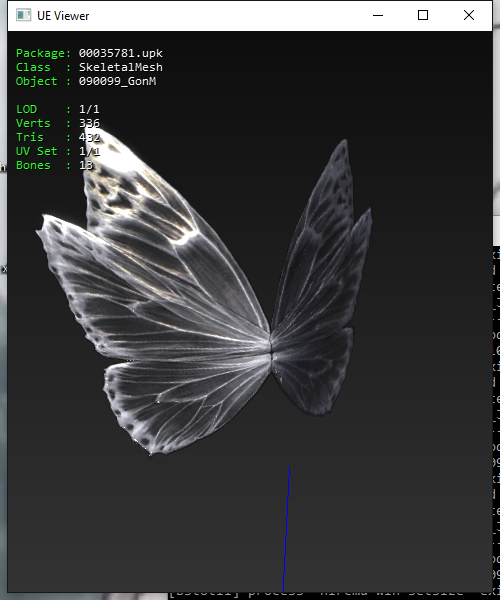 UE Viewer
Package: 00035781.upk
Class : SkeletalMesh
Object : 090099_GonM
LOD : 1/1
Verts : 336
Tris : 432
UV Set : 1/1
Bones : 13